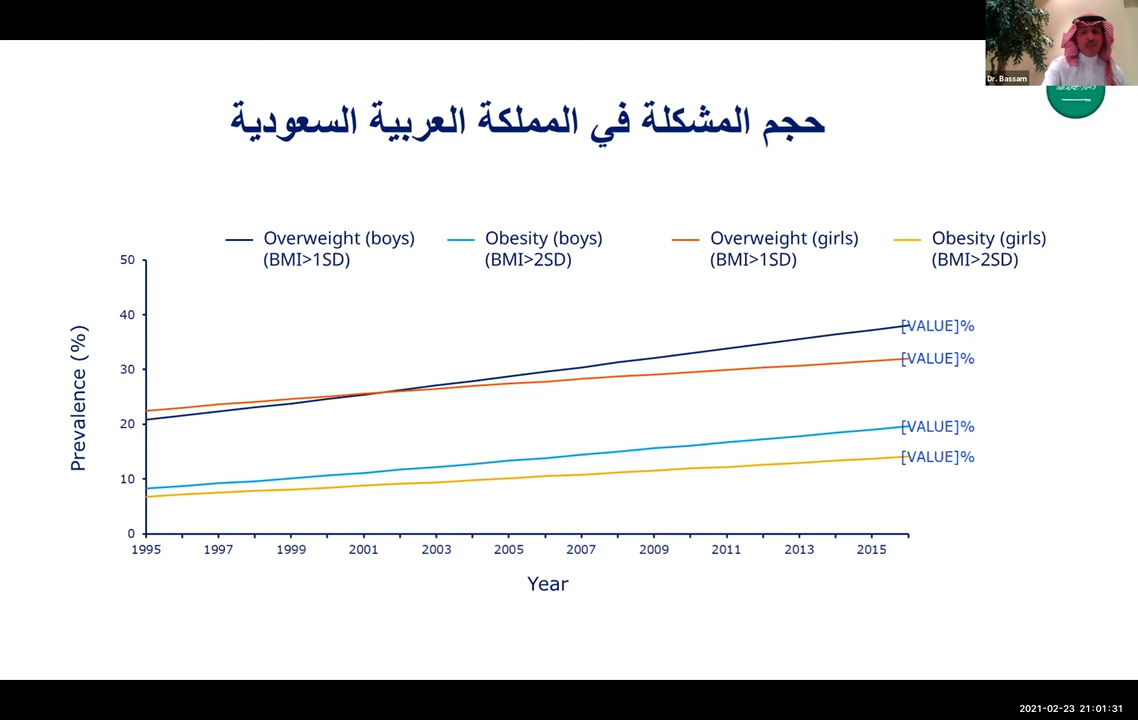 Dr. Bassam
حجم المشكلة في المملكة العربية السعودية
Overweight (boys)
(BMI>1SD)
Obesity (boys)
(BMI>2SD)
Overweight (girls)
(BMI>1SD)
Obesity (girls)
(BMI>2SD)
Prevalence (%)
50
40
30
20
10
0
[VALUE]%
[VALUE]%
[VALUE]%
[VALUE]%
1995 1997 1999 2001 2003 2005 2007 2009 2011 2013 2015
Year
2021-02-23 21:01:31